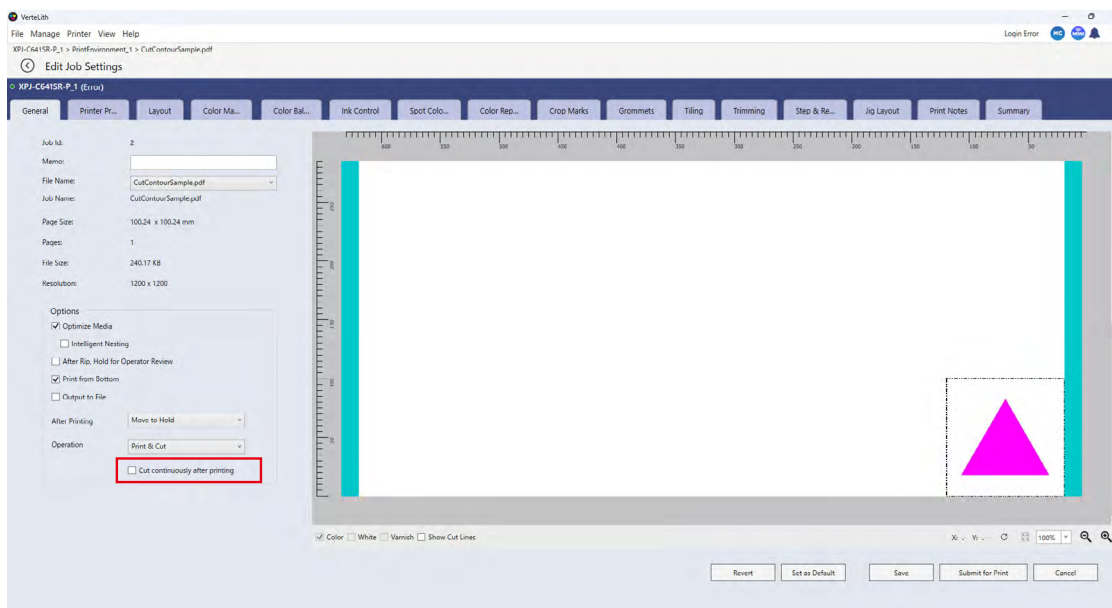 VerteLith
File Manage Printer View Help
Login Error MC MIMI
XPJ-C641SR-P_1 > PrintEnvironment_1 > CutContourSample.pdf
Edit Job Settings
XPJ-C641SR-P_1 (Error)
General Printer Pr... Layout Color Ma... Color Bal... Ink Control Spot Colo... Color Rep... Crop Marks Grommets Tiling Trimming Step & Re... Jig Layout Print Notes Summary
Job Id: 2
Memo:
File Name: CutContourSample.pdf
Job Name: CutContourSample.pdf
Page Size: 100.24 x 100.24 mm
Pages: 1
File Size: 240.17 KB
Resolution: 1200 x 1200
Options
Optimize Media
Intelligent Nesting
After Rip, Hold for Operator Review
Print from Bottom
Output to File
After Printing Move to Hold
Operation Print & Cut
Cut continuously after printing
600 550 500 450 400 350 300 250 200 150 100 50
250
200
150
100
50
Color White Varnish Show Cut Lines
X: - Y: - 100%
Revert Set as Default Save Submit for Print Cancel